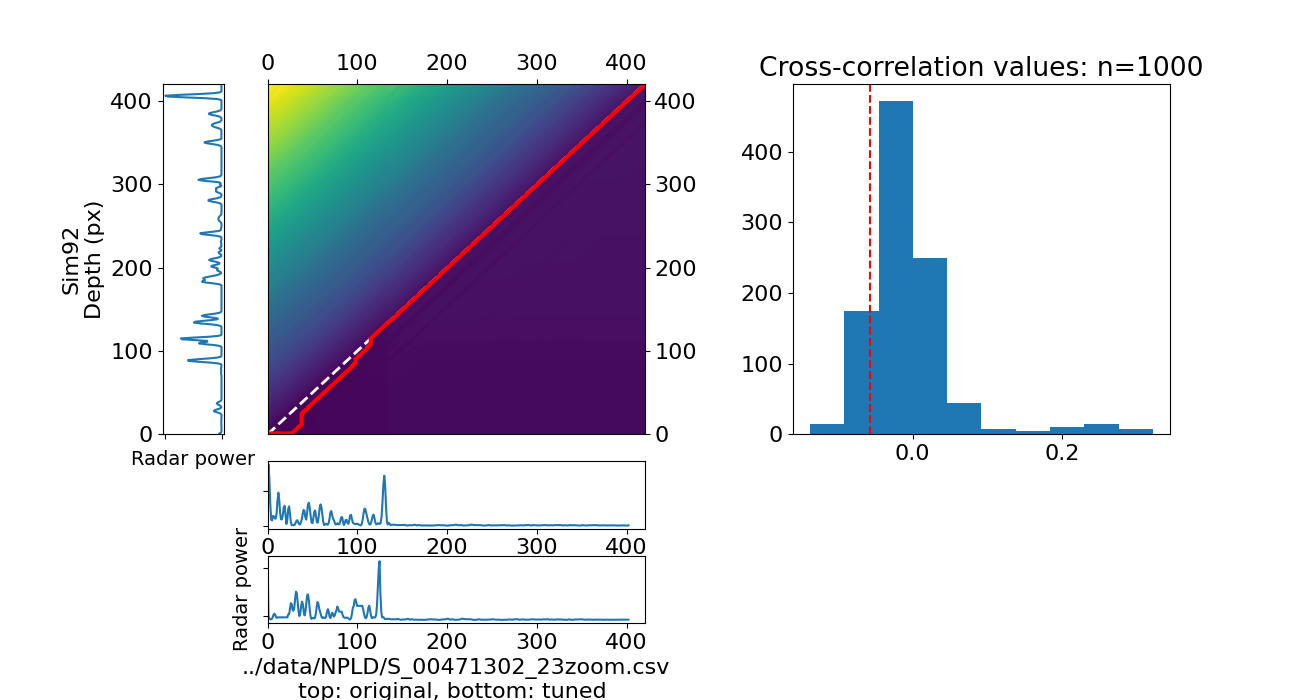 Cross-correlation values: n=1000
0 100 200 300 400
400
300
200
100
0
Sim92
Depth (px)
Radar power
400
300
200
100
0
400
300
200
100
0
0.0 0.2
0 100 200 300 400
Radar power
0 100 200 300 400
../data/NPLD/S_00471302_23zoom.csv
top: original, bottom: tuned